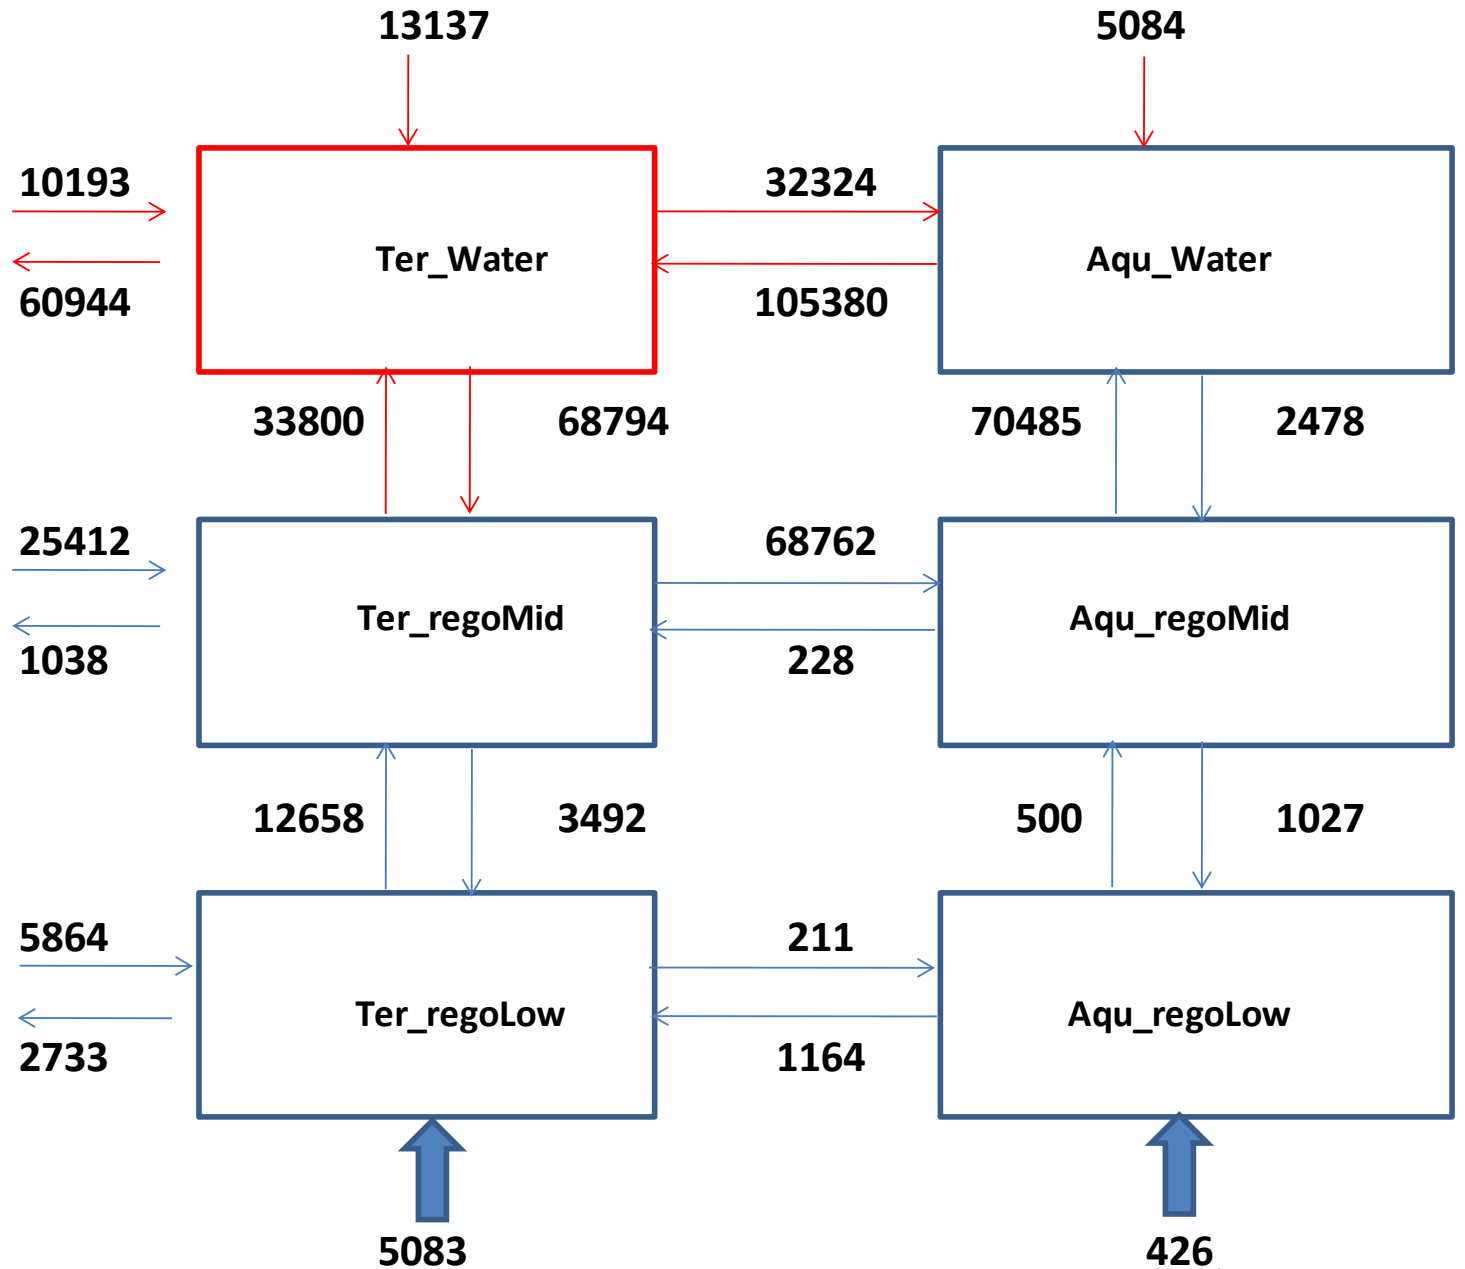 13137 5084
10193 32324
Ter_Water Aqu_Water
60944 105380
33800 68794 70485 2478
25412 68762
Ter_regoMid Aqu_regoMid
1038 228
12658 3492 500 1027
5864 211
Ter_regoLow Aqu_regoLow
2733 1164
5083 426